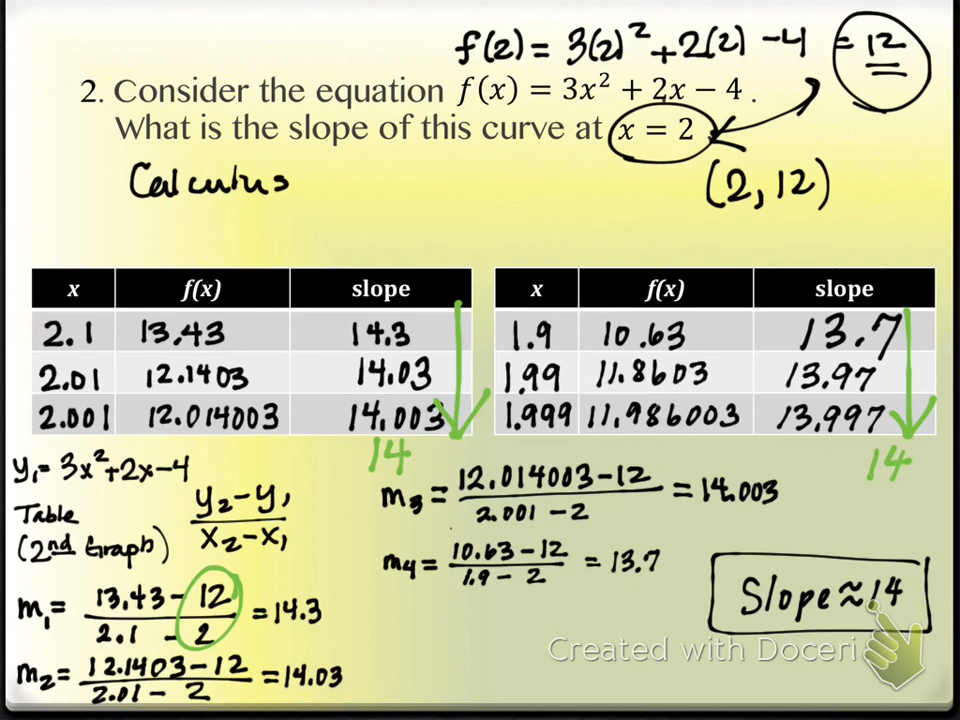 f(2) = 3(2)² + 2(2) - 4 = 12
2. Consider the equation f(x) = 3x² + 2x − 4 .
What is the slope of this curve at x = 2
Calculus
(2, 12)
x f(x) slope
2.1 13.43 14.3
2.01 12.1403 14.03
2.001 12.014003 14.003
14
x f(x) slope
1.9 10.63 13.7
1.99 11.8603 13.97
1.999 11.986003 13.997
14
y₁= 3x²+2x-4
Table
(2nd Graph)
y₂-y₁
x₂-x₁
m₁= 13.43 - 12 = 14.3
2.1 - 2
m₂= 12.1403-12 = 14.03
2.01 - 2
m₃= 12.014003-12 = 14.003
2.001 - 2
m₄= 10.63-12 = 13.7
1.9 - 2
Slope ≈ 14
Created with Doceri